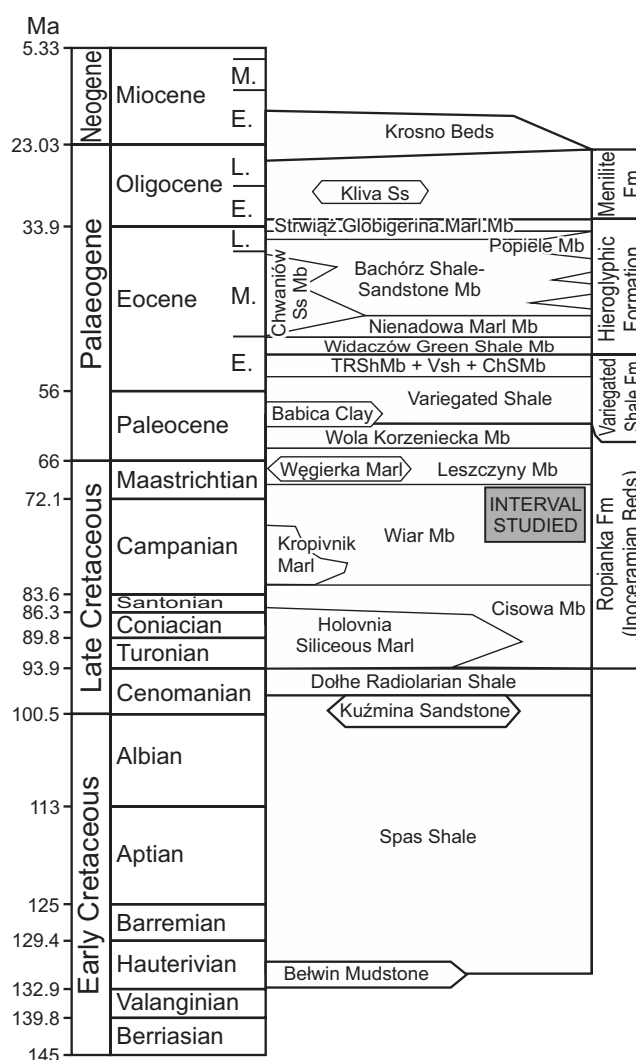 Ma
5.33
23.03
33.9
56
66
72.1
83.6
86.3
89.8
93.9
100.5
113
125
129.4
132.9
139.8
145
Neogene
Palaeogene
Late Cretaceous
Early Cretaceous
Miocene
M.
E.
Oligocene
L.
E.
Eocene
L.
M.
E.
Paleocene
Maastrichtian
Campanian
Santonian
Coniacian
Turonian
Cenomanian
Albian
Aptian
Barremian
Hauterivian
Valanginian
Berriasian
Krosno Beds
Kliva Ss
Strwiąż Globigerina Marl Mb
Popiele Mb
Chwaniów
Ss Mb
Bachórz Shale-
Sandstone Mb
Nienadowa Marl Mb
Widaczów Green Shale Mb
TRShMb + Vsh + ChSMb
Variegated Shale
Babica Clay
Wola Korzeniecka Mb
Węgierka Marl
Leszczyny Mb
INTERVAL
STUDIED
Kropivnik
Marl
Wiar Mb
Cisowa Mb
Holovnia
Siliceous Marl
Dołhe Radiolarian Shale
Kuźmina Sandstone
Spas Shale
Bełwin Mudstone
Menilite
Fm
Hieroglyphic
Formation
Variegated
Shale Fm
Ropianka Fm
(Inoceramian Beds)